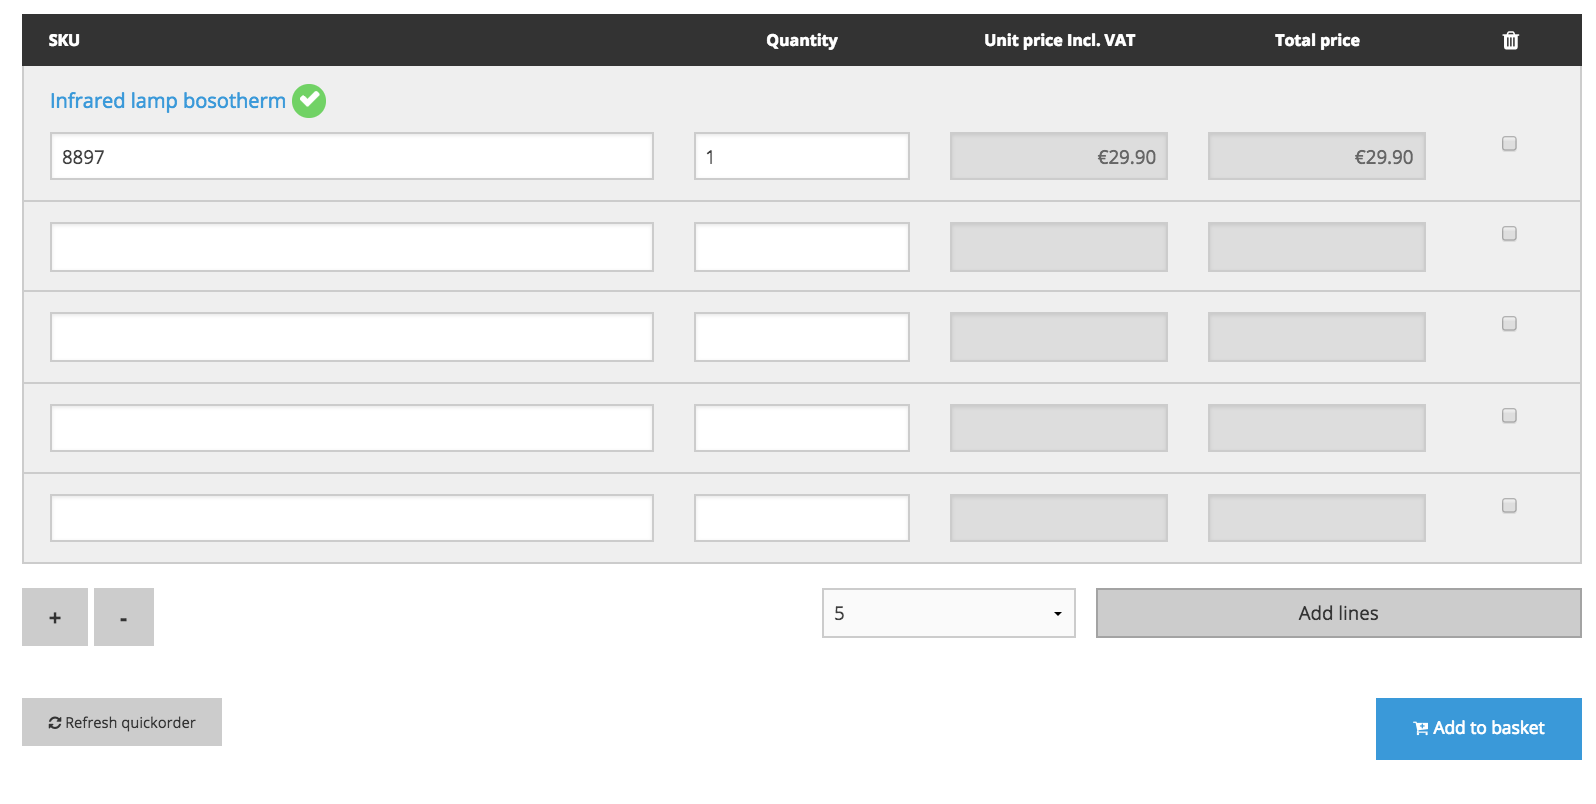 SKU Quantity Unit price Incl. VAT Total price
Infrared lamp bosotherm
8897 1 €29.90 €29.90
+ - 5 Add lines
Refresh quickorder
Add to basket